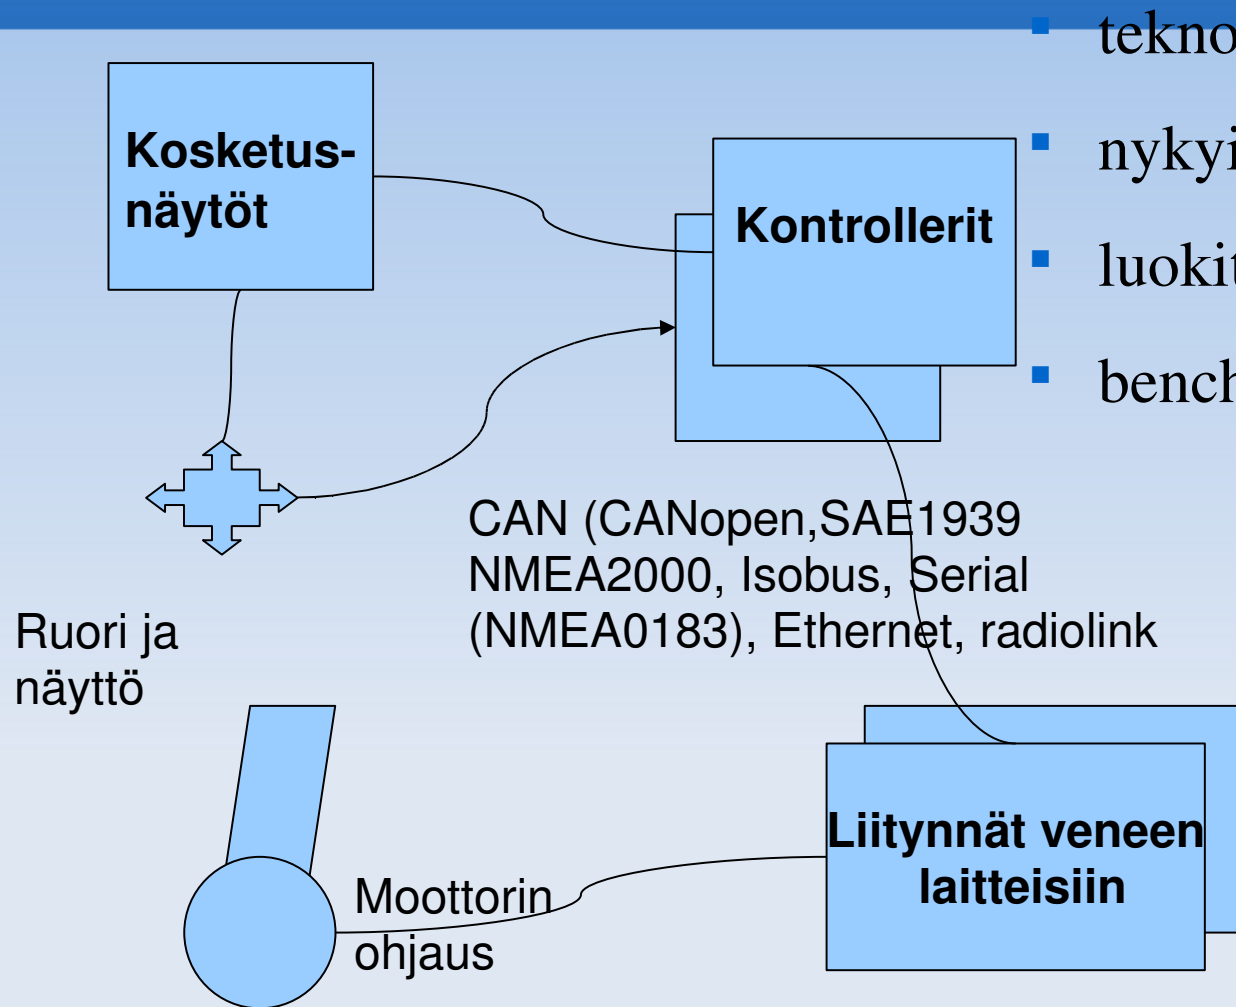 Kosketus-
näytöt
Kontrollerit
CAN (CANopen,SAE1939
NMEA2000, Isobus, Serial
(NMEA0183), Ethernet, radiolink
Ruori ja
näyttö
Moottorin
ohjaus
Liitynnät veneen
laitteisiin